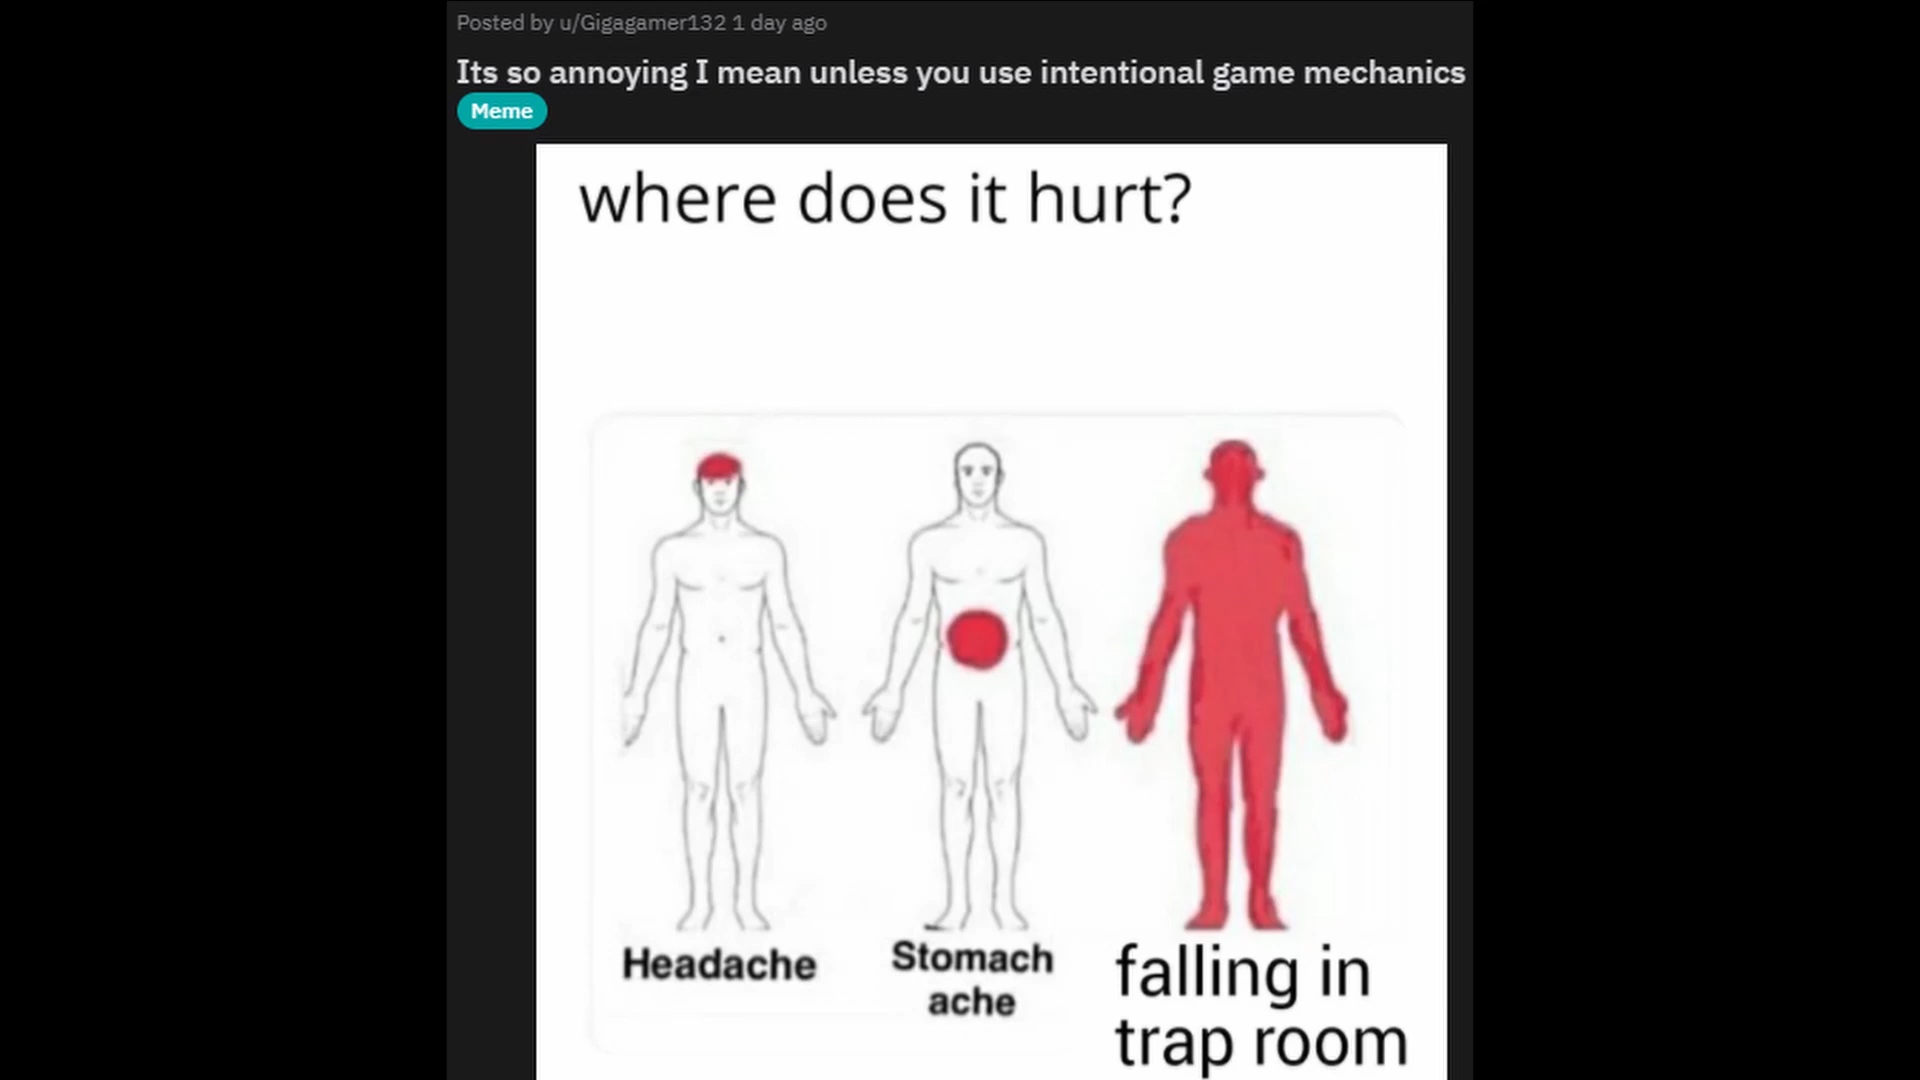 Posted by u/Gigagamer132 1 day ago
Its so annoying I mean unless you use intentional game mechanics
Meme
where does it hurt?
Headache
Stomach
ache
falling in
trap room